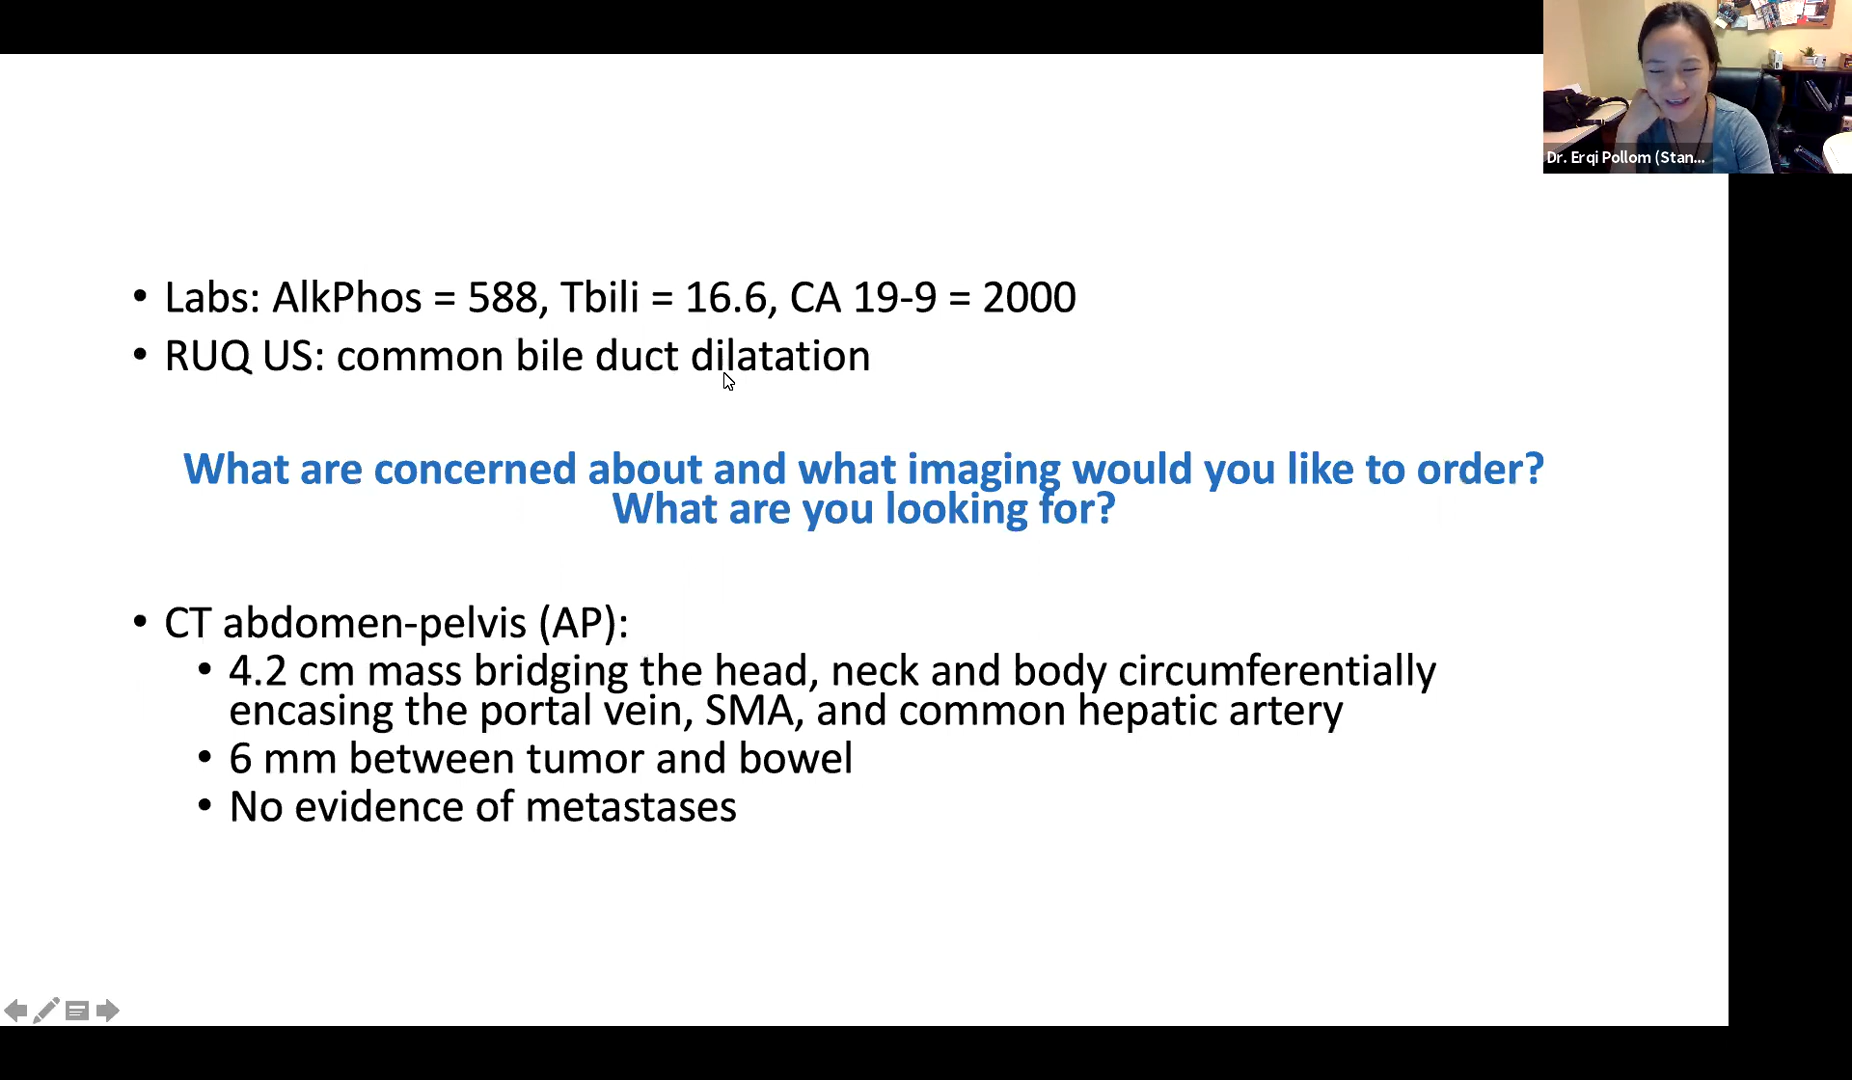 Dr. Erqi Pollom (Stan...
• Labs: AlkPhos = 588, Tbili = 16.6, CA 19-9 = 2000
• RUQ US: common bile duct dilatation
What are concerned about and what imaging would you like to order?
What are you looking for?
• CT abdomen-pelvis (AP):
• 4.2 cm mass bridging the head, neck and body circumferentially
encasing the portal vein, SMA, and common hepatic artery
• 6 mm between tumor and bowel
• No evidence of metastases